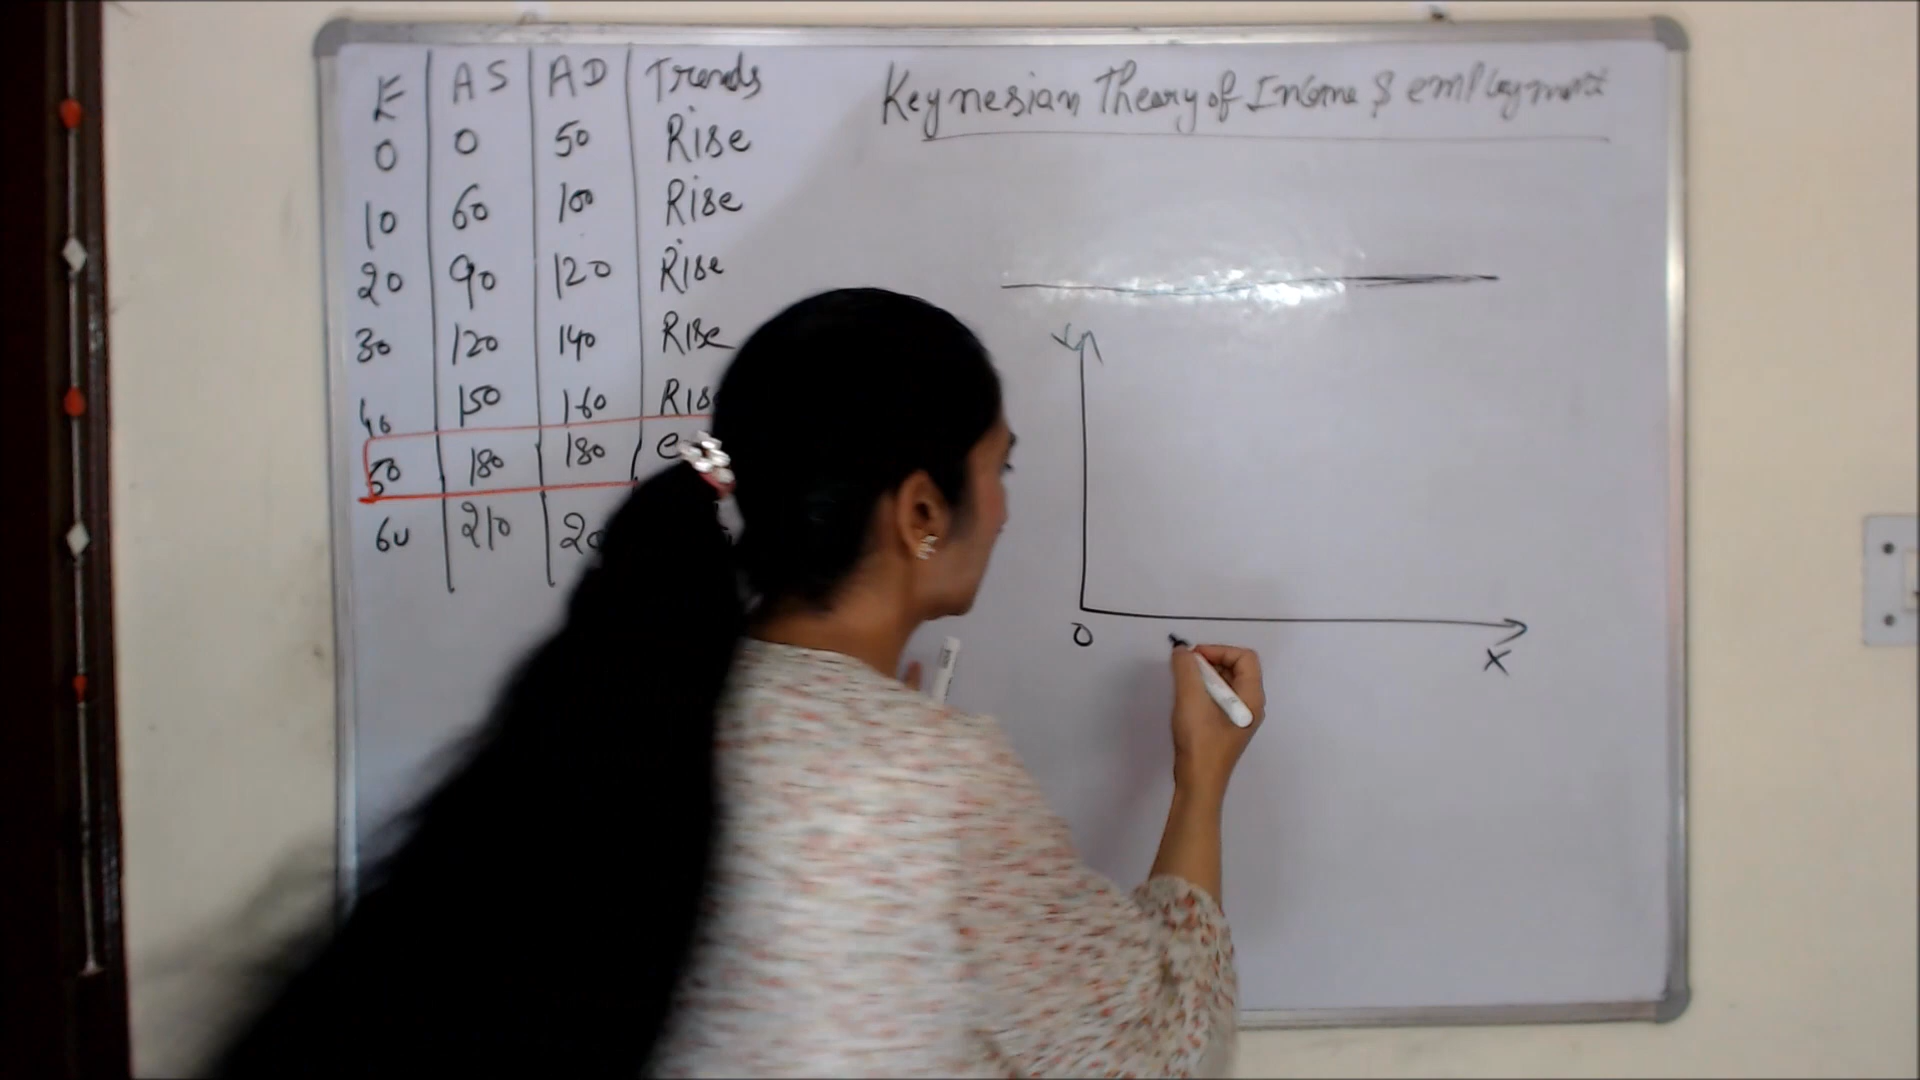 E AS AD Trends
0 0 50 Rise
10 60 100 Rise
20 90 120 Rise
30 120 140 Rise
40 150 160 Rise
50 180 180
60 210
Keynesian Theory of Income & employment
Y
0
X